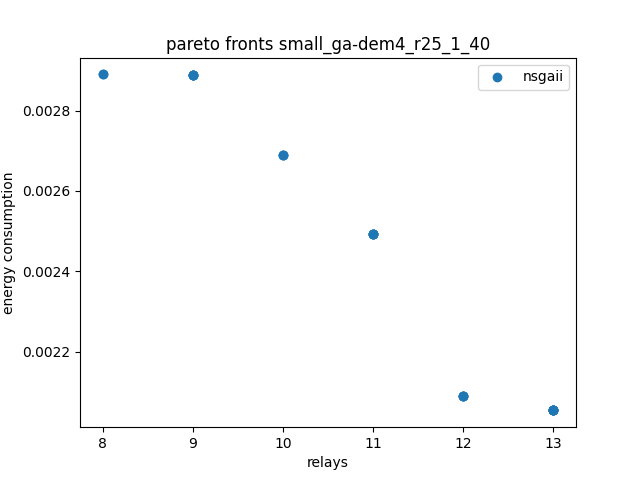 pareto fronts small_ga-dem4_r25_1_40
nsgaii
energy consumption
0.0028
0.0026
0.0024
0.0022
8 9 10 11 12 13
relays